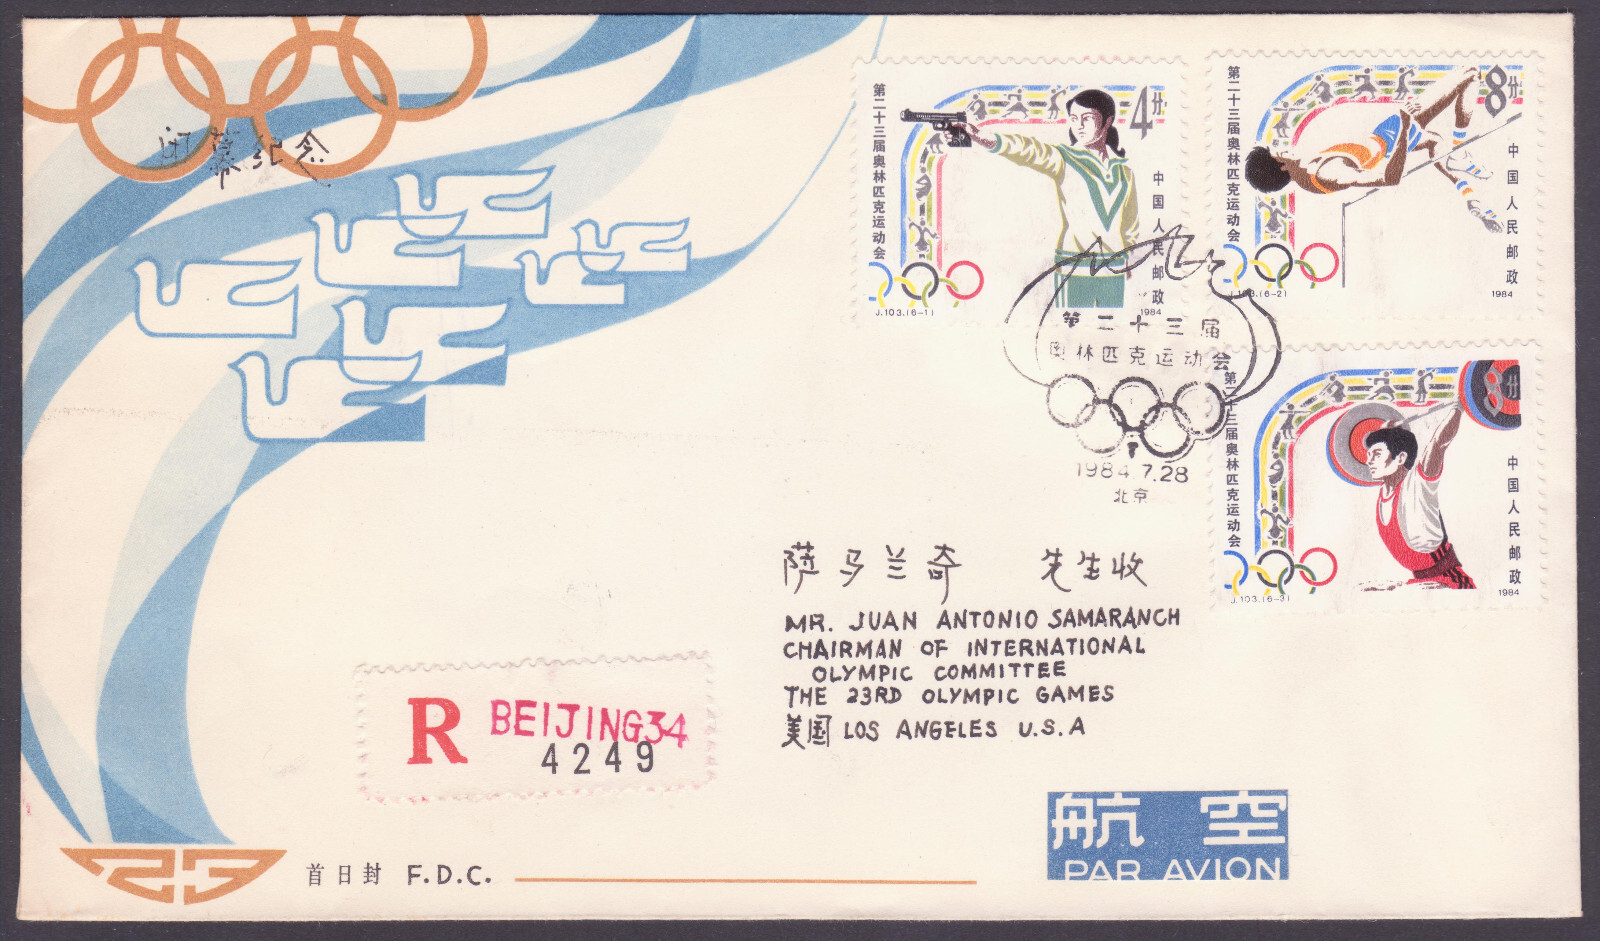 闭幕纪念
第二十三届奥林匹克运动会
4分
中国人民邮政
J.103.(6-1)
1984
第二十三届奥林匹克运动会
8分
中国人民邮政
J.103.(6-2)
1984
第二十三届
奥林匹克运动会
1984.7.28
北京
第二十三届奥林匹克运动会
8分
中国人民邮政
J.103.(6-3)
1984
萨马兰奇 先生收
MR. JUAN ANTONIO SAMARANCH
CHAIRMAN OF INTERNATIONAL
OLYMPIC COMMITTEE
THE 23RD OLYMPIC GAMES
美国 LOS ANGELES U.S.A
R BEIJING34
4249
航空
PAR AVION
23
首日封 F.D.C.